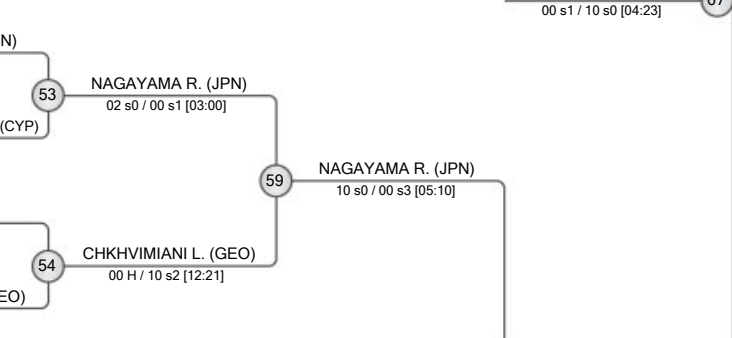 67
00 s1 / 10 s0 [04:23]
N)
53
NAGAYAMA R. (JPN)
02 s0 / 00 s1 [03:00]
(CYP)
59
NAGAYAMA R. (JPN)
10 s0 / 00 s3 [05:10]
54
CHKHVIMIANI L. (GEO)
00 H / 10 s2 [12:21]
EO)